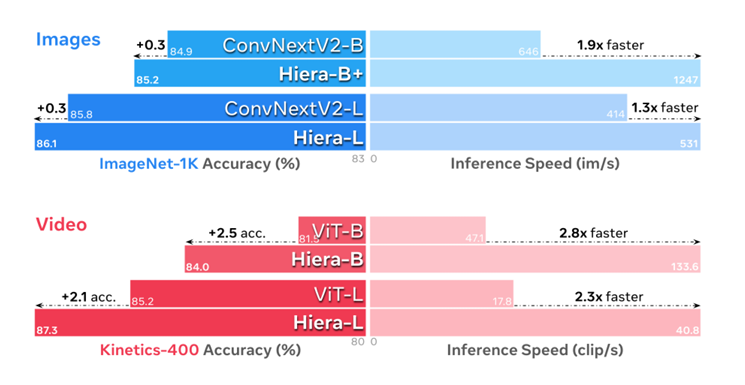 Images
+0.3 84.9 ConvNextV2-B 646 1.9x faster
85.2 Hiera-B+ 1247
+0.3 85.8 ConvNextV2-L 414 1.3x faster
86.1 Hiera-L 531
83 0
ImageNet-1K Accuracy (%) Inference Speed (im/s)
Video
+2.5 acc. 81.5 ViT-B 47.1 2.8x faster
84.0 Hiera-B 133.6
+2.1 acc. 85.2 ViT-L 17.8 2.3x faster
87.3 Hiera-L 40.8
80 0
Kinetics-400 Accuracy (%) Inference Speed (clip/s)